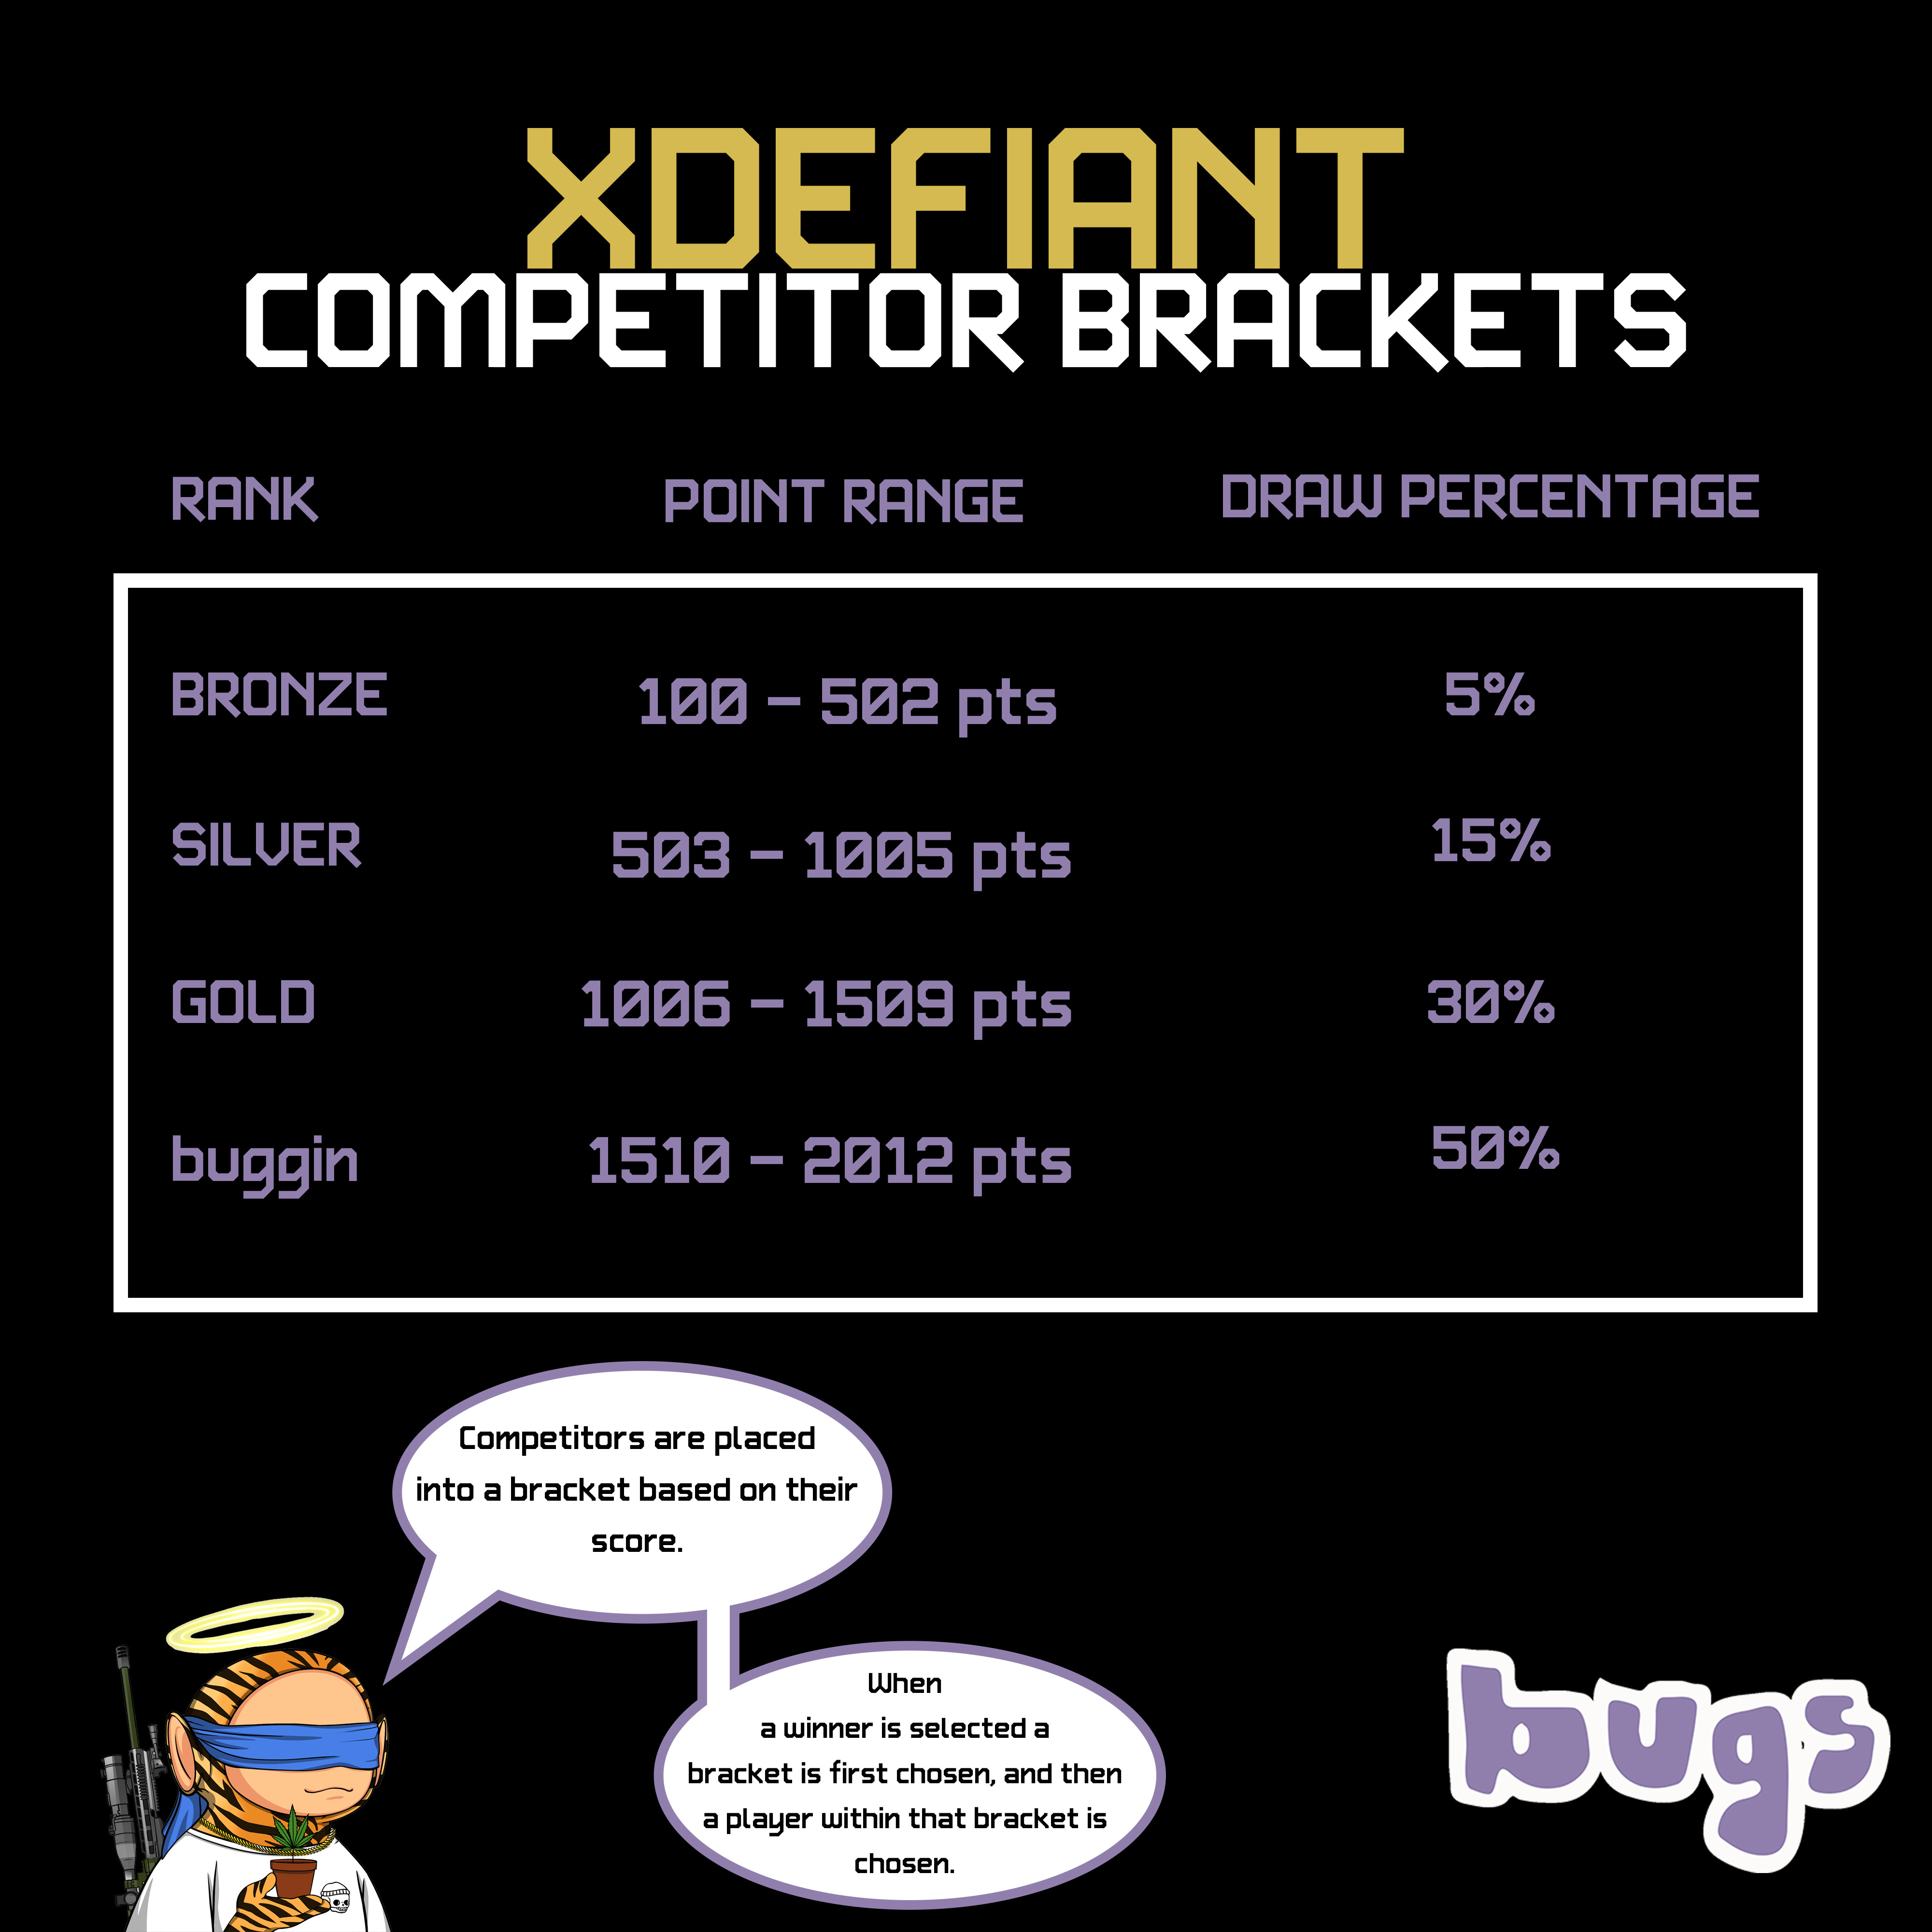 XDEFIANT
COMPETITOR BRACKETS
RANK POINT RANGE DRAW PERCENTAGE
BRONZE 100 - 502 pts 5%
SILVER 503 - 1005 pts 15%
GOLD 1006 - 1509 pts 30%
buggin 1510 - 2012 pts 50%
Competitors are placed
into a bracket based on their
score.
When
a winner is selected a
bracket is first chosen, and then
a player within that bracket is
chosen.
bugs